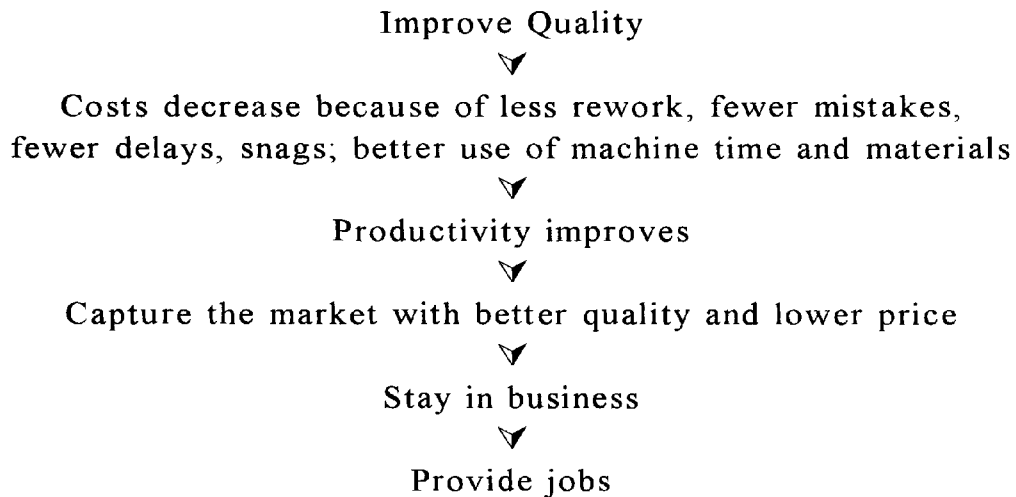 Improve Quality
Costs decrease because of less rework, fewer mistakes,
fewer delays, snags; better use of machine time and materials
Productivity improves
Capture the market with better quality and lower price
Stay in business
Provide jobs